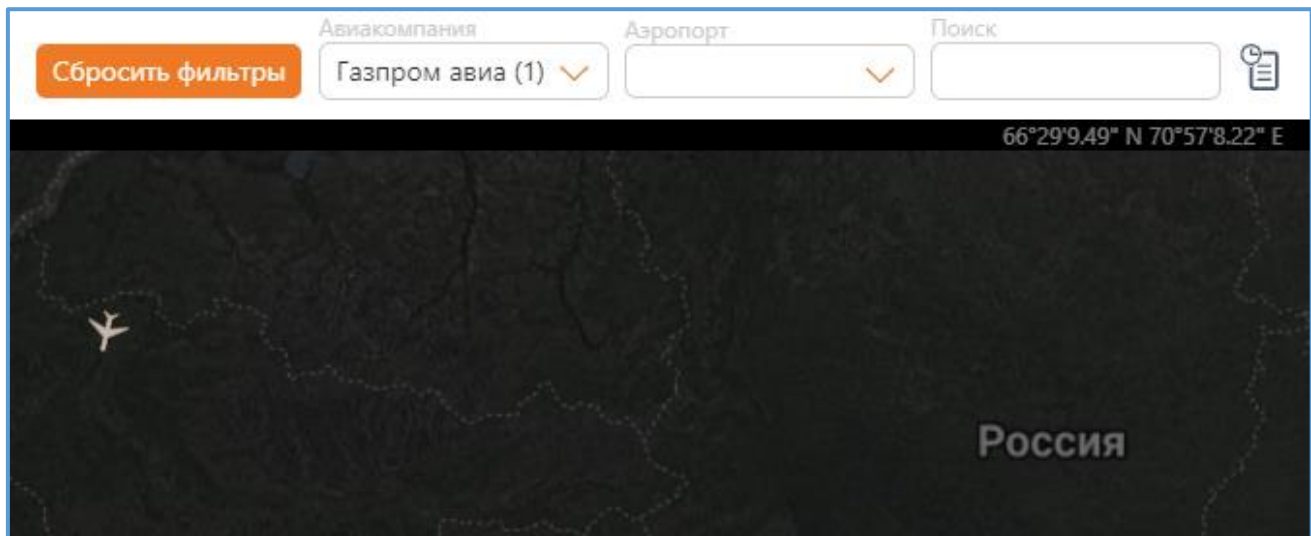 Авиакомпания
Аэропорт
Поиск
Сбросить фильтры
Газпром авиа (1)
66°29'9.49" N 70°57'8.22" E
Россия